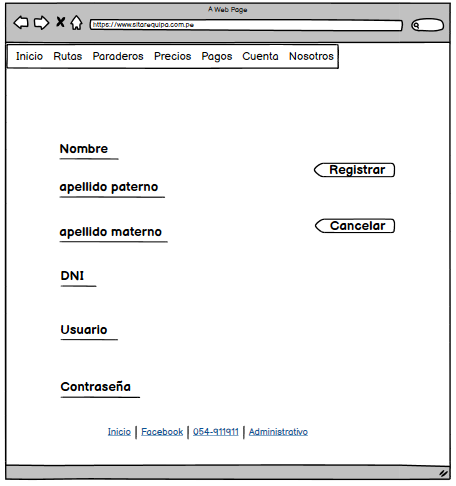 A Web Page
https://www.sitarequipa.com.pe
Inicio Rutas Paraderos Precios Pagos Cuenta Nosotros
Nombre
Registrar
apellido paterno
Cancelar
apellido materno
DNI
Usuario
Contraseña
Inicio | Facebook | 054-911911 | Administrativo